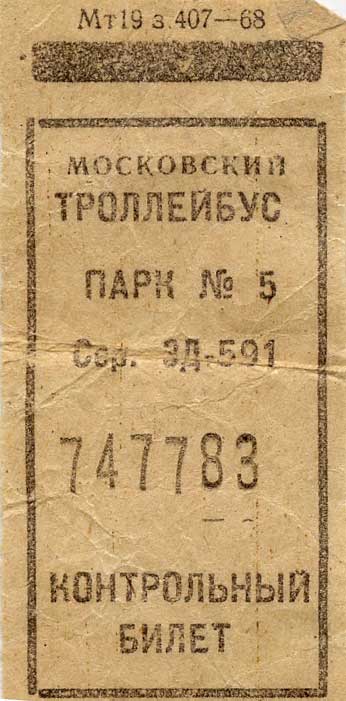 Мт19 з.407—68
МОСКОВСКИЙ
ТРОЛЛЕЙБУС
ПАРК № 5
Сер. ЭД-591
747783
КОНТРОЛЬНЫЙ
БИЛЕТ